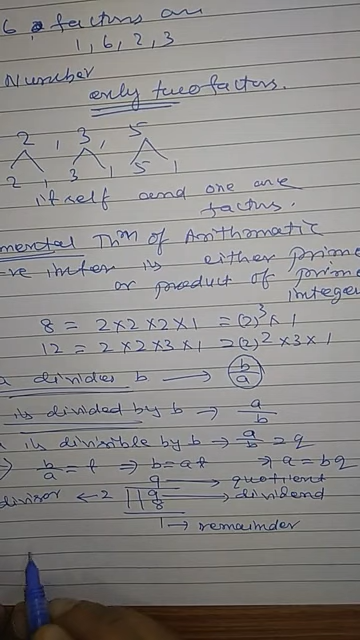 6 factors are
1, 6, 2, 3
Number
only two factors.
2, 3, 5
2, 1 3, 1 5, 1
itself and one are
factors.
mental Thm of Arithmatic
+ve inter is either prime
or product of prime
integer
8 = 2×2×2×1 = (2)³×1
12 = 2×2×3×1 = (2)²×3×1
a divides b → b/a
is divided by b → a/b
a is divisible by b → a/b = q
⇒ b/a = k ⇒ b=ak ⇒ a=bq
q → quotient
divisor ← 2 9 → dividend
8
1 → remainder